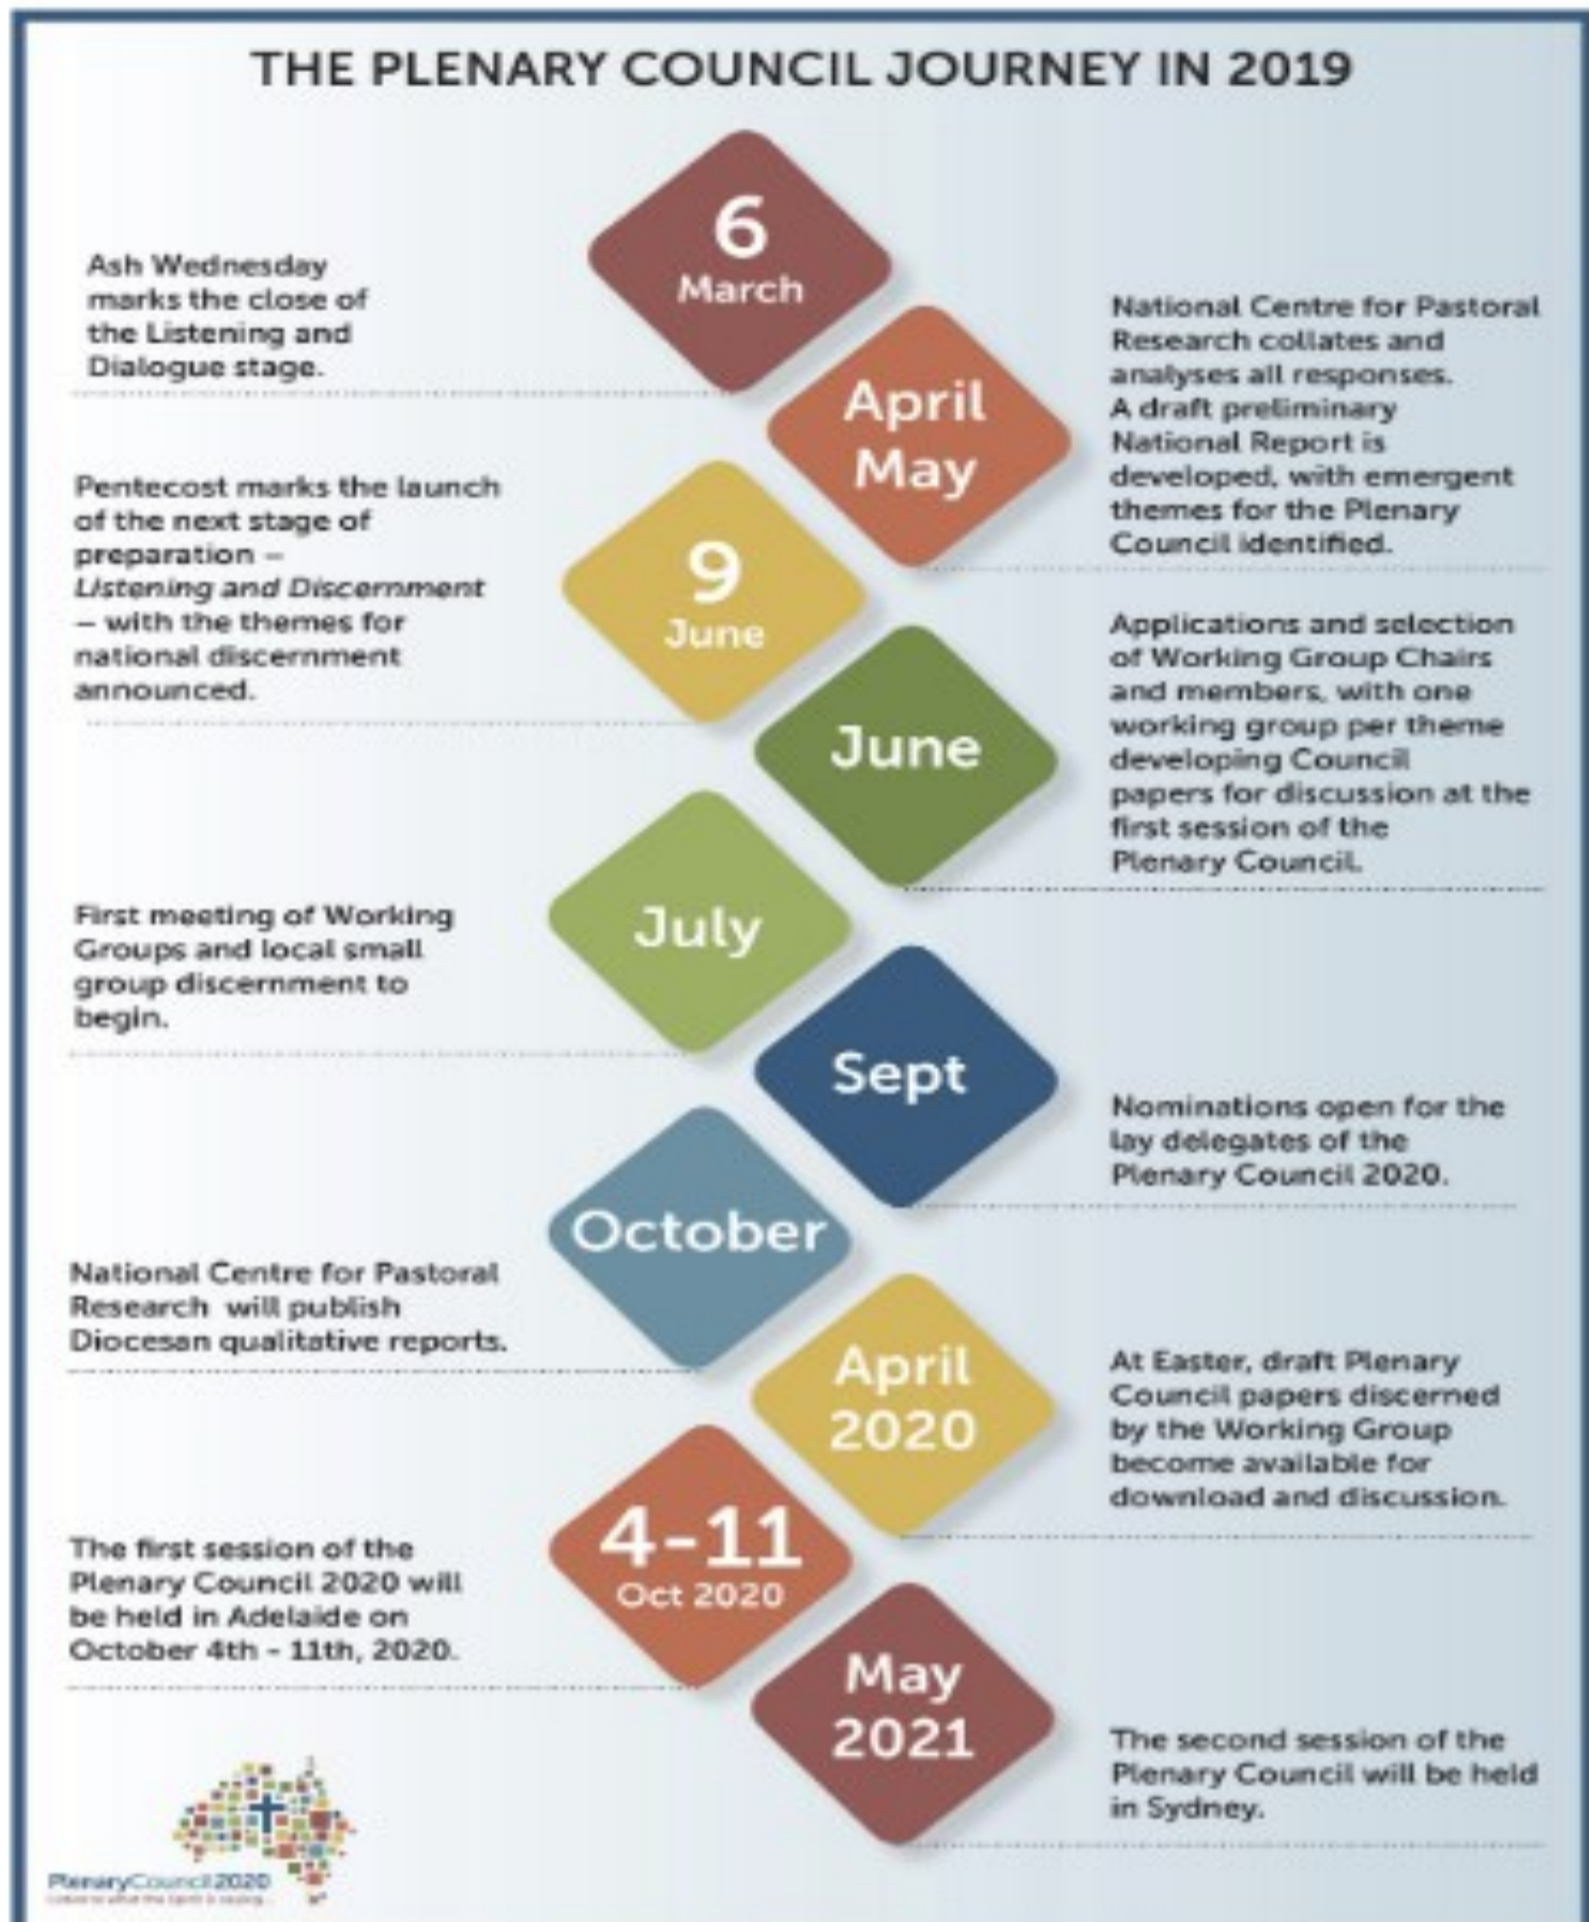 THE PLENARY COUNCIL JOURNEY IN 2019
6
March
Ash Wednesday
marks the close of
the Listening and
Dialogue stage.
April
May
National Centre for Pastoral
Research collates and
analyses all responses.
A draft preliminary
National Report is
developed, with emergent
themes for the Plenary
Council identified.
9
June
Pentecost marks the launch
of the next stage of
preparation –
Listening and Discernment
– with the themes for
national discernment
announced.
June
Applications and selection
of Working Group Chairs
and members, with one
working group per theme
developing Council
papers for discussion at the
first session of the
Plenary Council.
July
First meeting of Working
Groups and local small
group discernment to
begin.
Sept
Nominations open for the
lay delegates of the
Plenary Council 2020.
October
National Centre for Pastoral
Research will publish
Diocesan qualitative reports.
April
2020
At Easter, draft Plenary
Council papers discerned
by the Working Group
become available for
download and discussion.
4-11
Oct 2020
The first session of the
Plenary Council 2020 will
be held in Adelaide on
October 4th - 11th, 2020.
May
2021
The second session of the
Plenary Council will be held
in Sydney.
PlenaryCouncil2020